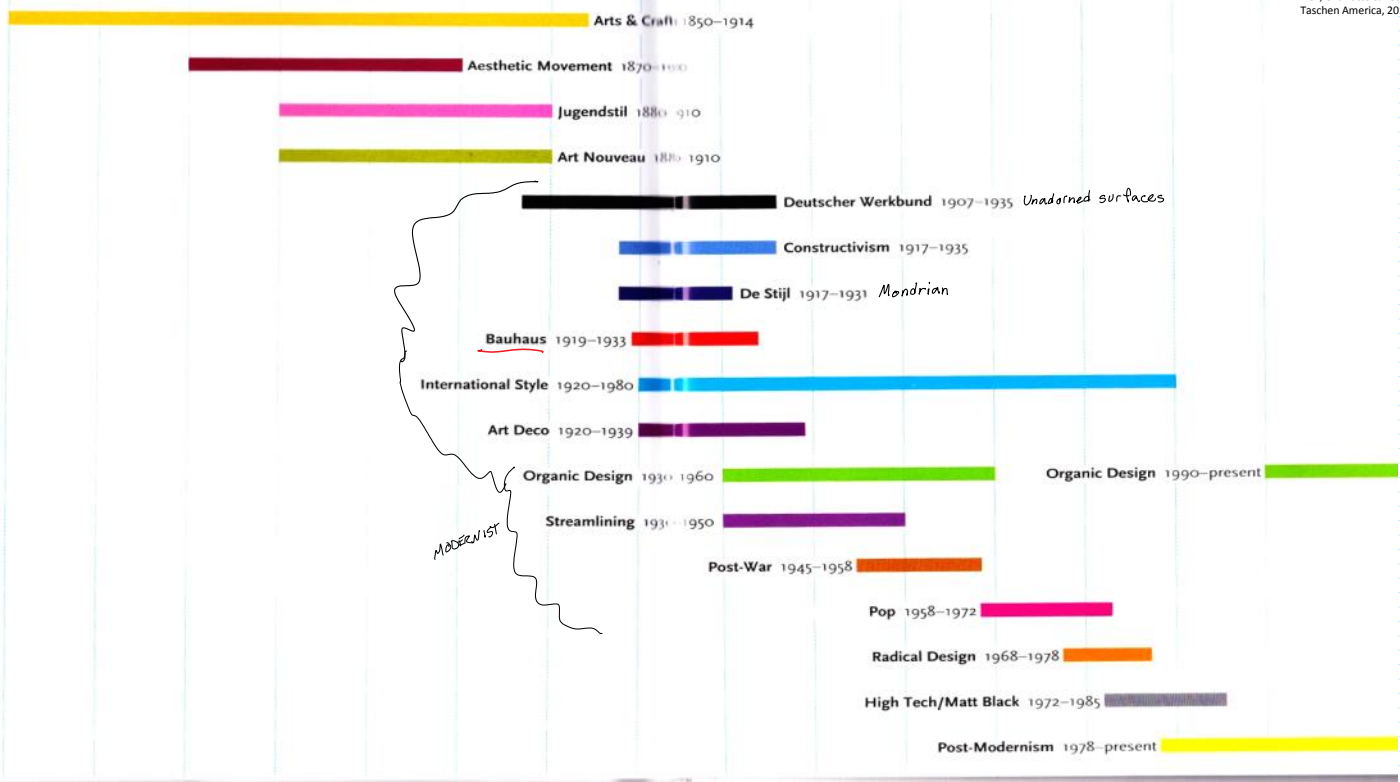 Taschen America, 20
Arts & Craft 1850–1914
Aesthetic Movement 1870–
Jugendstil 1880 910
Art Nouveau 188 1910
Deutscher Werkbund 1907–1935 Unadorned surfaces
Constructivism 1917–1935
De Stijl 1917–1931 Mondrian
Bauhaus 1919–1933
International Style 1920–1980
Art Deco 1920–1939
Organic Design 1930 1960
Organic Design 1990–present
Streamlining 193 1950
MODERNIST
Post-War 1945–1958
Pop 1958–1972
Radical Design 1968–1978
High Tech/Matt Black 1972–1985
Post-Modernism 1978–present